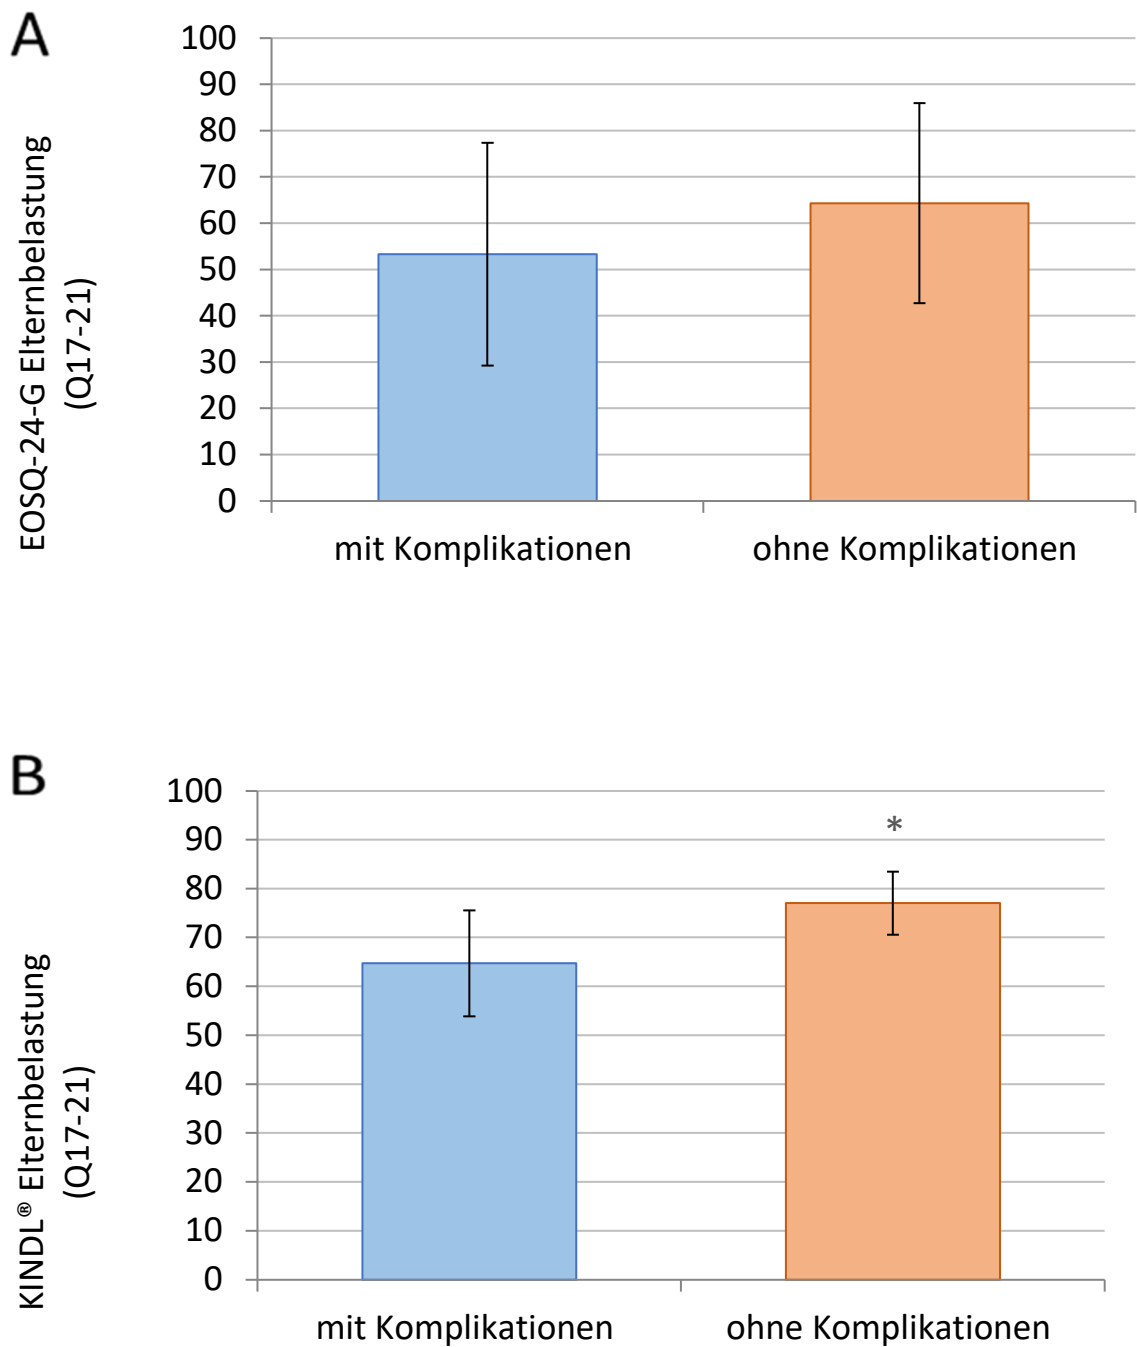 A
EOSQ-24-G Elternbelastung
(Q17-21)
100
90
80
70
60
50
40
30
20
10
0
mit Komplikationen
ohne Komplikationen
B
KINDL® Elternbelastung
(Q17-21)
100
90
80
70
60
50
40
30
20
10
0
*
mit Komplikationen
ohne Komplikationen